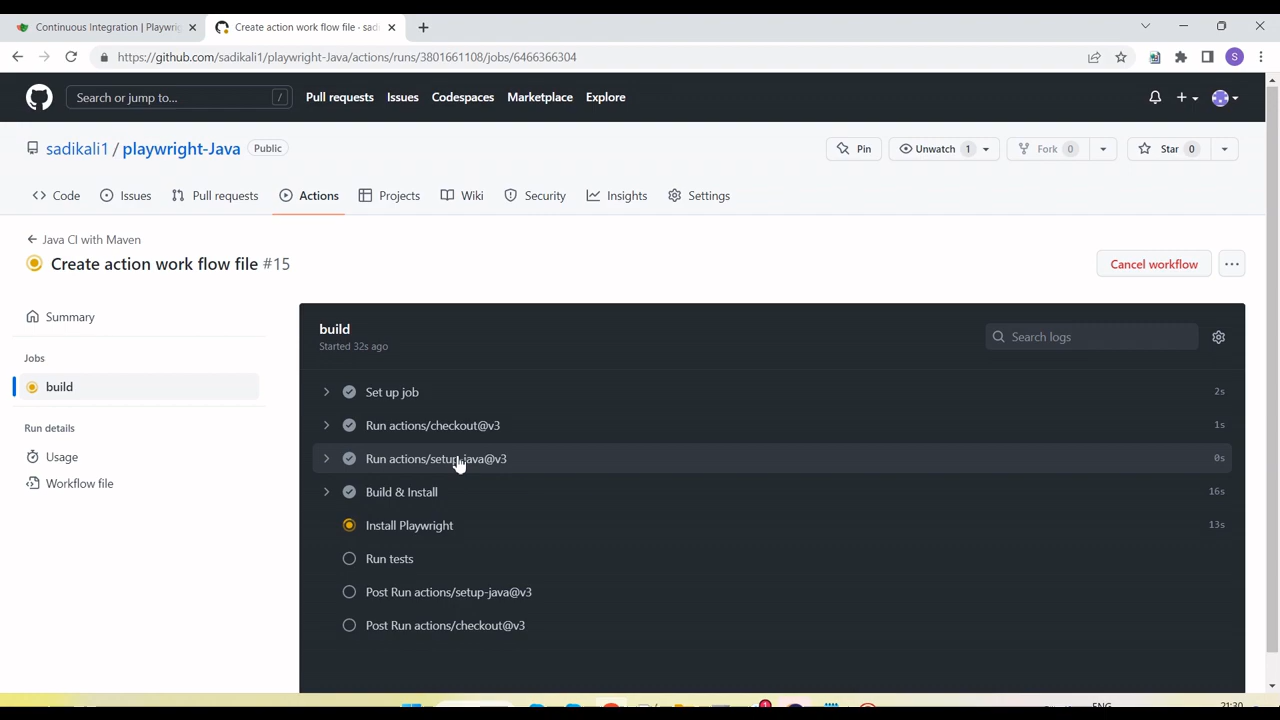 Continuous Integration | Playwrig
Create action work flow file · sad
https://github.com/sadikali1/playwright-Java/actions/runs/3801661108/jobs/6466366304
S
Search or jump to... /
Pull requests Issues Codespaces Marketplace Explore
sadikali1 / playwright-Java Public
Pin Unwatch 1 Fork 0 Star 0
Code Issues Pull requests Actions Projects Wiki Security Insights Settings
Java CI with Maven
Create action work flow file #15
Cancel workflow
Summary
Jobs
build
Run details
Usage
Workflow file
build
Started 32s ago
Search logs
Set up job 2s
Run actions/checkout@v3 1s
Run actions/setup-java@v3 0s
Build & Install 16s
Install Playwright 13s
Run tests
Post Run actions/setup-java@v3
Post Run actions/checkout@v3
1
ENG
21:30